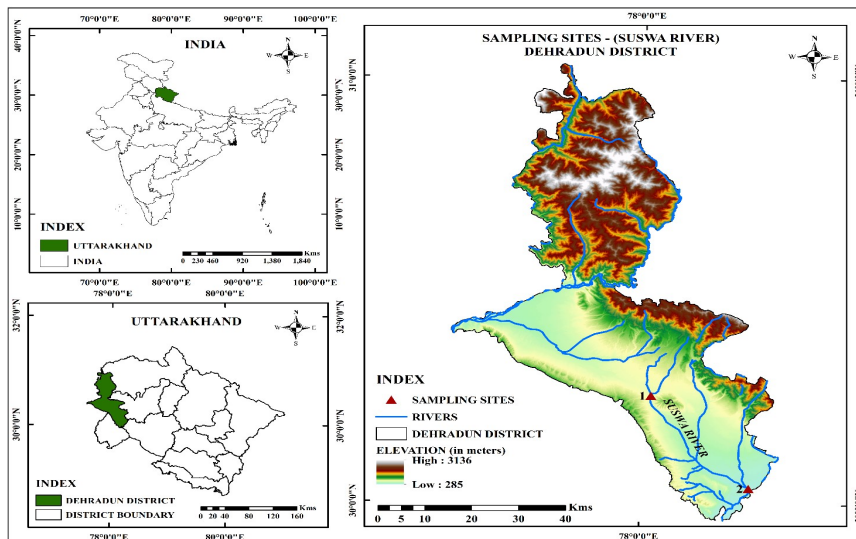 70°0'0"E 80°0'0"E 90°0'0"E 100°0'0"E
INDIA
N
W E
S
40°0'0"N
30°0'0"N
20°0'0"N
10°0'0"N
INDEX
UTTARAKHAND
INDIA
Kms
0 230 460 920 1,380 1,840
70°0'0"E 80°0'0"E 90°0'0"E 100°0'0"E
78°0'0"E 80°0'0"E
UTTARAKHAND
N
W E
S
32°0'0"N
30°0'0"N
INDEX
DEHRADUN DISTRICT
DISTRICT BOUNDARY
Kms
0 20 40 80 120 160
78°0'0"E 80°0'0"E
78°0'0"E
SAMPLING SITES - (SUSWA RIVER)
DEHRADUN DISTRICT
N
W E
S
31°0'0"N
30°0'0"N
1
SUSWA RIVER
2
INDEX
SAMPLING SITES
RIVERS
DEHRADUN DISTRICT
ELEVATION (in meters)
High : 3136
Low : 285
Kms
0 5 10 20 30 40
78°0'0"E